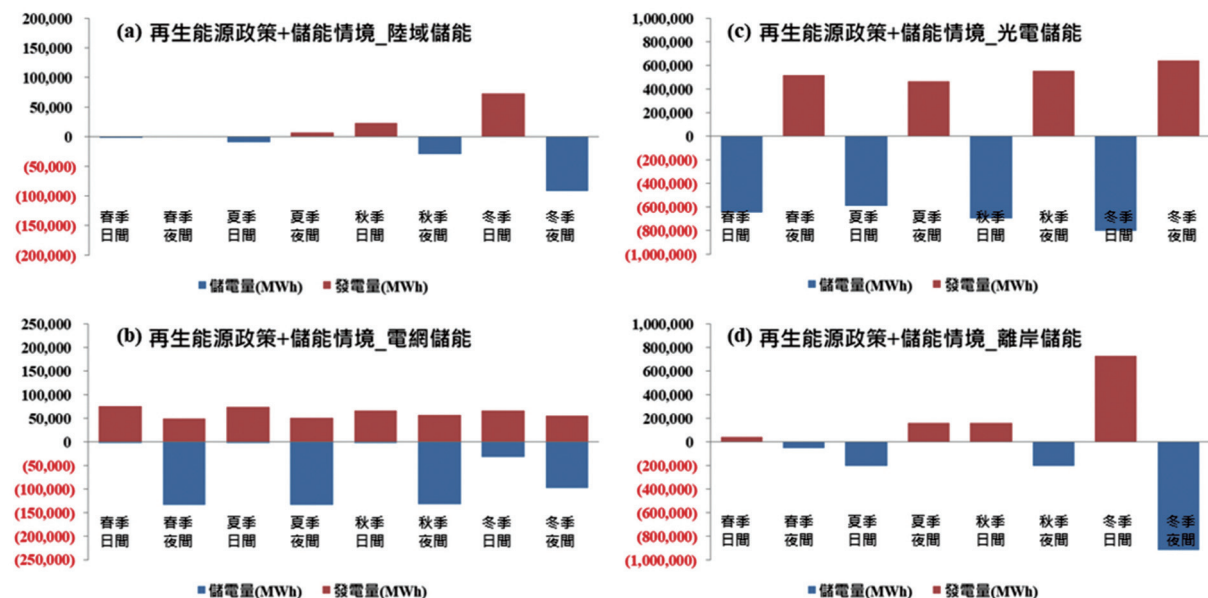 (a) 再生能源政策+儲能情境_陸域儲能
200,000
150,000
100,000
50,000
0
(50,000)
(100,000)
(150,000)
(200,000)
春季 春季 夏季 夏季 秋季 秋季 冬季 冬季
日間 夜間 日間 夜間 日間 夜間 日間 夜間
儲電量(MWh) 發電量(MWh)
(c) 再生能源政策+儲能情境_光電儲能
1,000,000
800,000
600,000
400,000
200,000
0
(200,000)
(400,000)
(600,000)
(800,000)
(1,000,000)
春季 春季 夏季 夏季 秋季 秋季 冬季 冬季
日間 夜間 日間 夜間 日間 夜間 日間 夜間
儲電量(MWh) 發電量(MWh)
(b) 再生能源政策+儲能情境_電網儲能
250,000
200,000
150,000
100,000
50,000
0
(50,000)
(100,000)
(150,000)
(200,000)
(250,000)
春季 春季 夏季 夏季 秋季 秋季 冬季 冬季
日間 夜間 日間 夜間 日間 夜間 日間 夜間
儲電量(MWh) 發電量(MWh)
(d) 再生能源政策+儲能情境_離岸儲能
1,000,000
800,000
600,000
400,000
200,000
0
(200,000)
(400,000)
(600,000)
(800,000)
(1,000,000)
春季 春季 夏季 夏季 秋季 秋季 冬季 冬季
日間 夜間 日間 夜間 日間 夜間 日間 夜間
儲電量(MWh) 發電量(MWh)